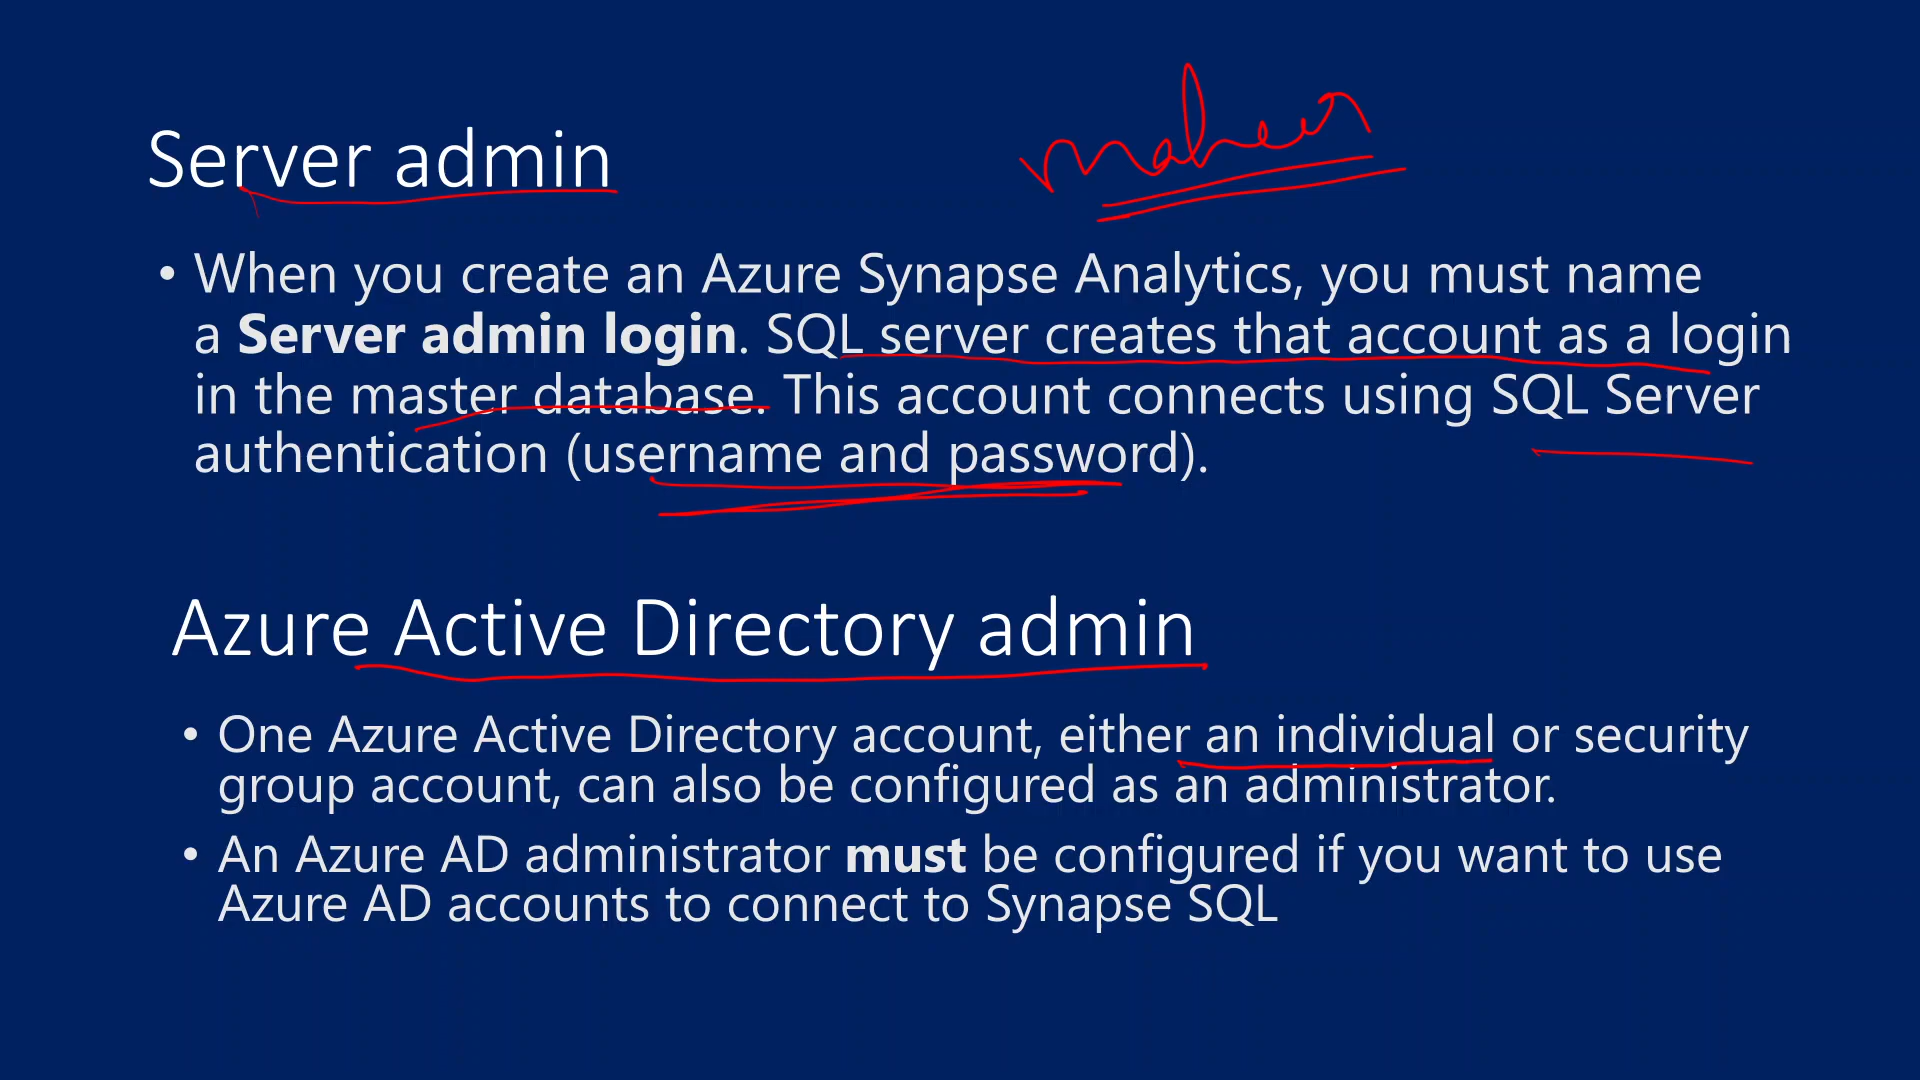 maheer
Server admin
• When you create an Azure Synapse Analytics, you must name
a Server admin login. SQL server creates that account as a login
in the master database. This account connects using SQL Server
authentication (username and password).
Azure Active Directory admin
• One Azure Active Directory account, either an individual or security
group account, can also be configured as an administrator.
• An Azure AD administrator must be configured if you want to use
Azure AD accounts to connect to Synapse SQL